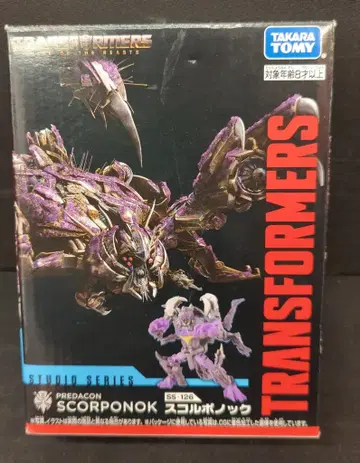 TRANSFORMERS
TAKARA
TOMY
対象年齢8才以上
TRANSFORMERS
STUDIO SERIES
PREDACON
SCORPONOK
SS-126
スコルポノック